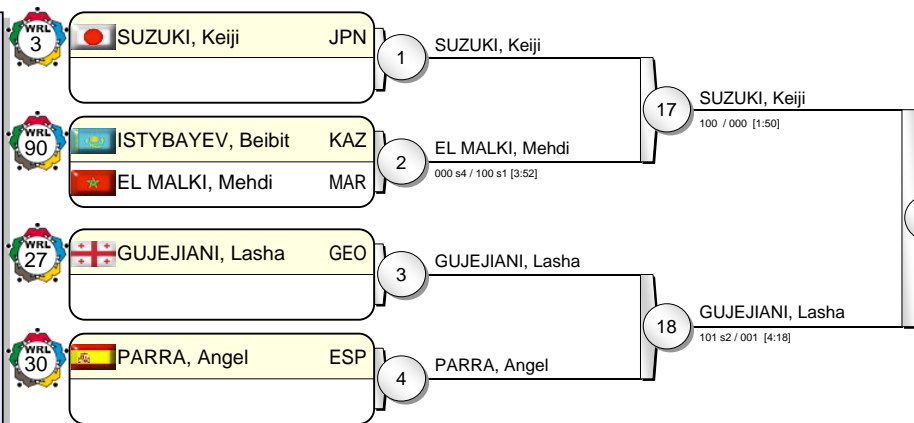 WRL
3
SUZUKI, Keiji JPN
1
SUZUKI, Keiji
17
SUZUKI, Keiji
100 / 000 [1:50]
WRL
90
ISTYBAYEV, Beibit KAZ
EL MALKI, Mehdi MAR
2
EL MALKI, Mehdi
000 s4 / 100 s1 [3:52]
WRL
27
GUJEJIANI, Lasha GEO
3
GUJEJIANI, Lasha
18
GUJEJIANI, Lasha
101 s2 / 001 [4:18]
WRL
30
PARRA, Angel ESP
4
PARRA, Angel